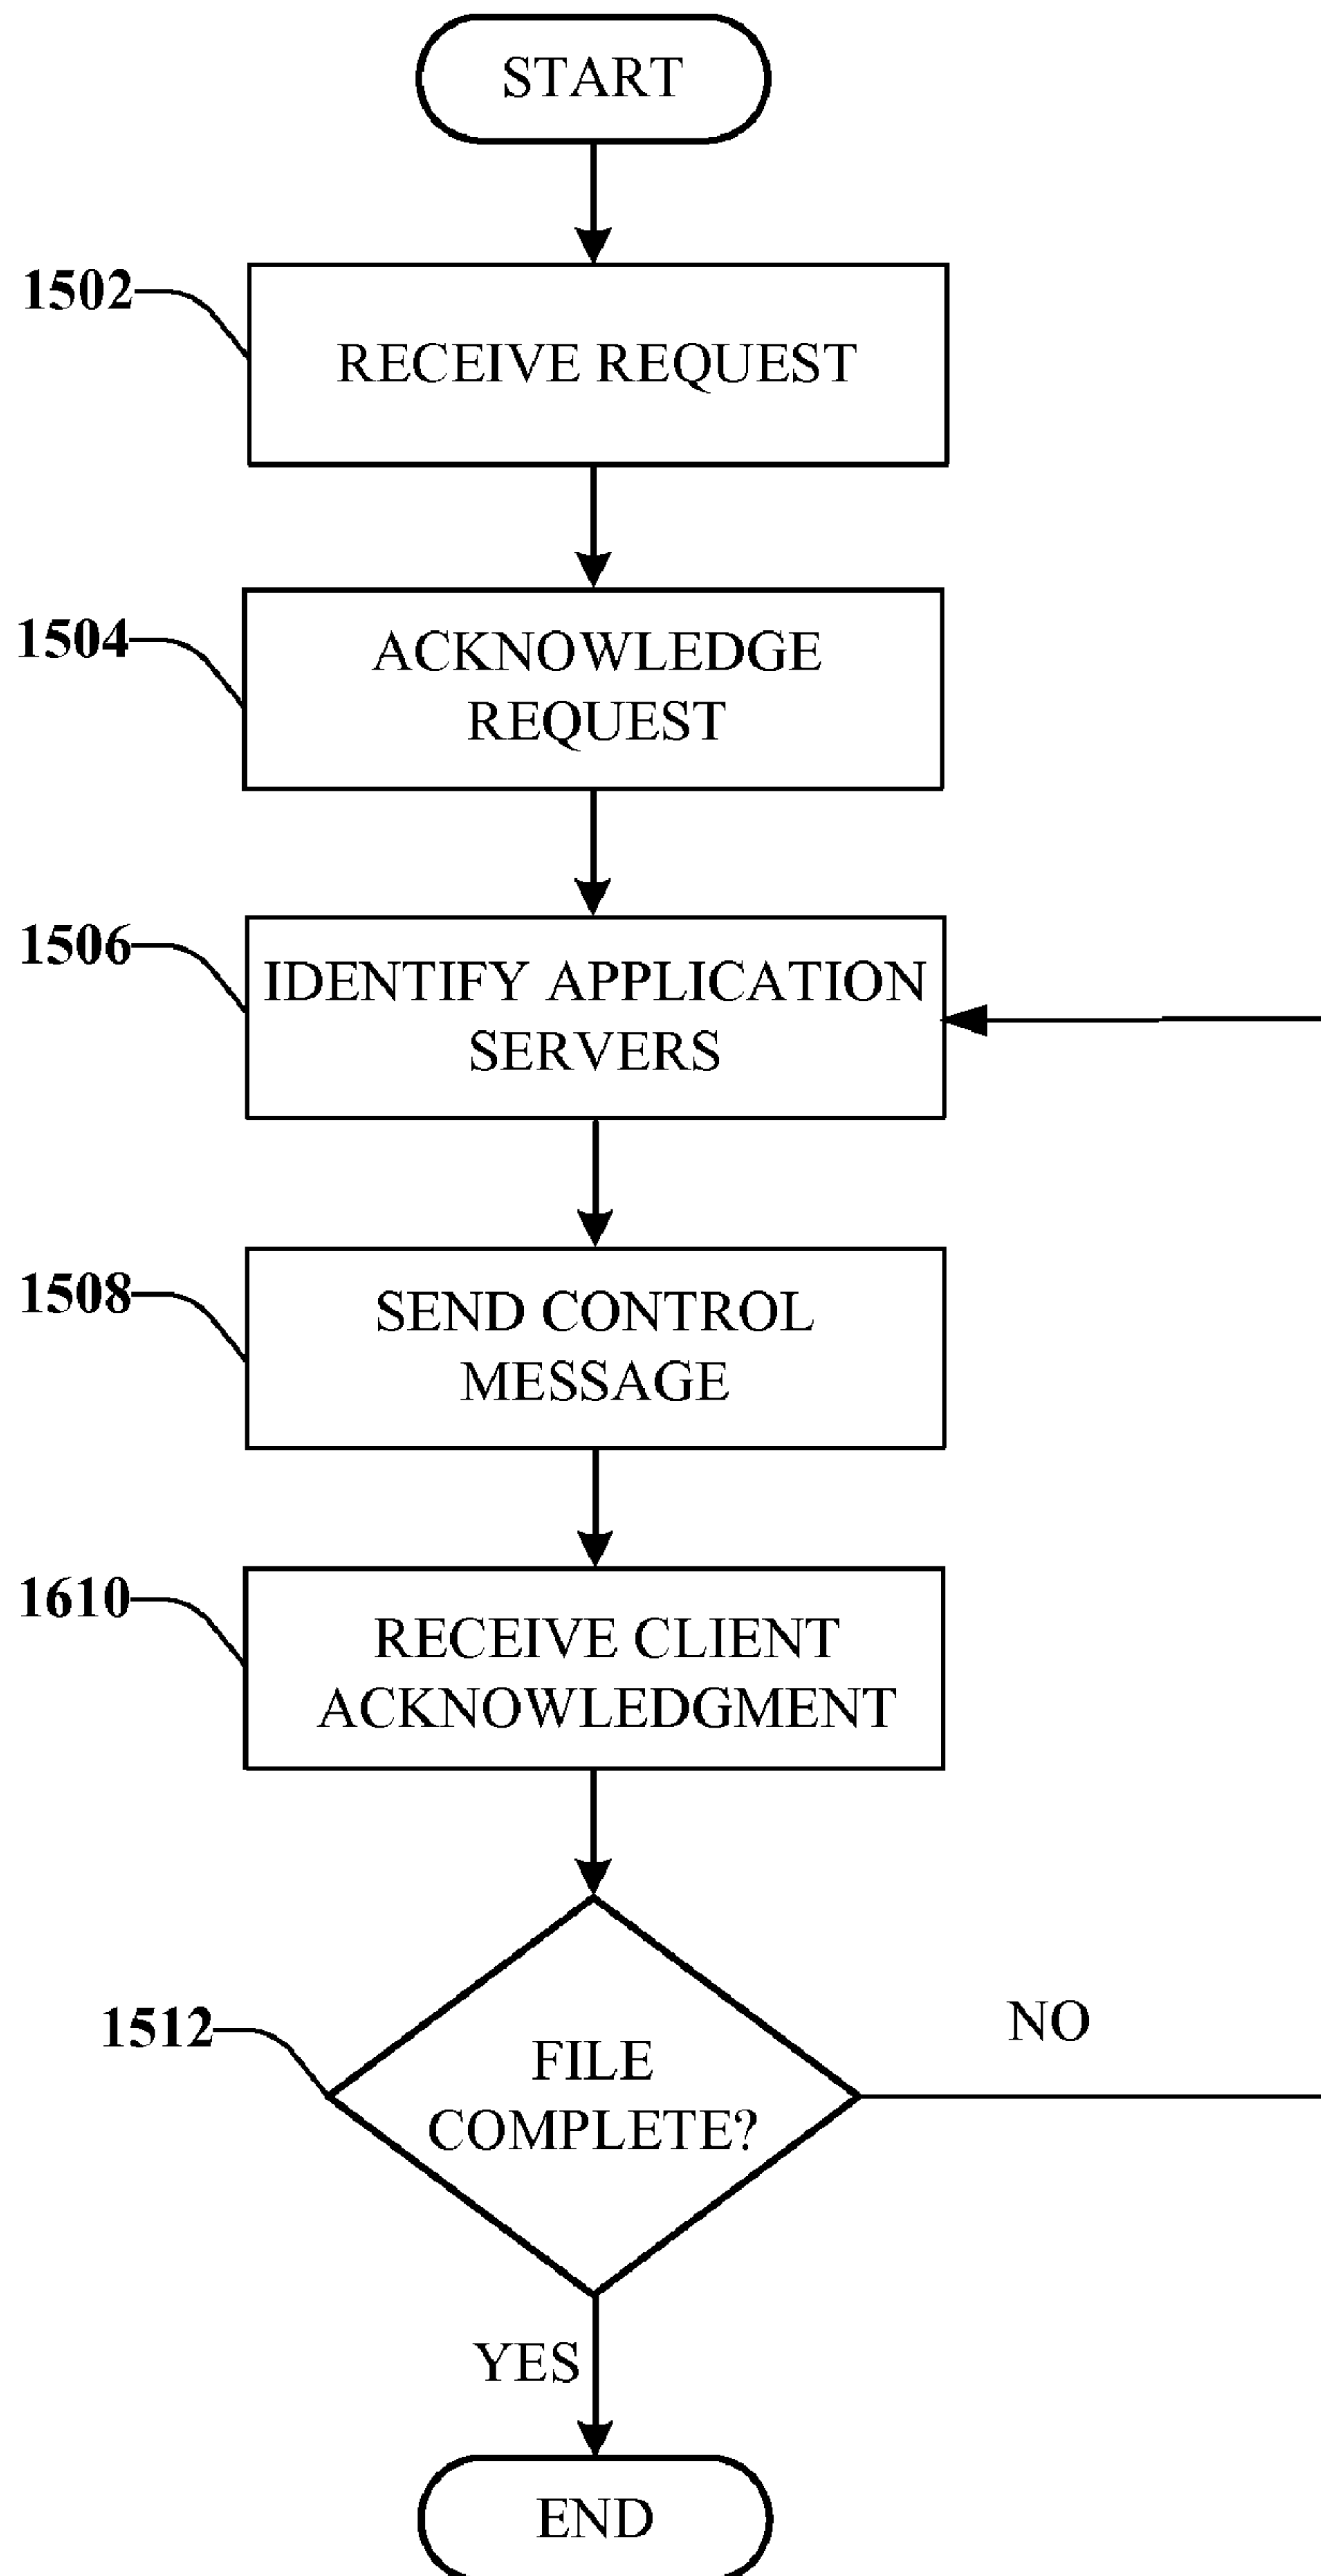 START
1502
RECEIVE REQUEST
1504
ACKNOWLEDGE
REQUEST
1506
IDENTIFY APPLICATION
SERVERS
1508
SEND CONTROL
MESSAGE
1610
RECEIVE CLIENT
ACKNOWLEDGMENT
1512
FILE
COMPLETE?
NO
YES
END